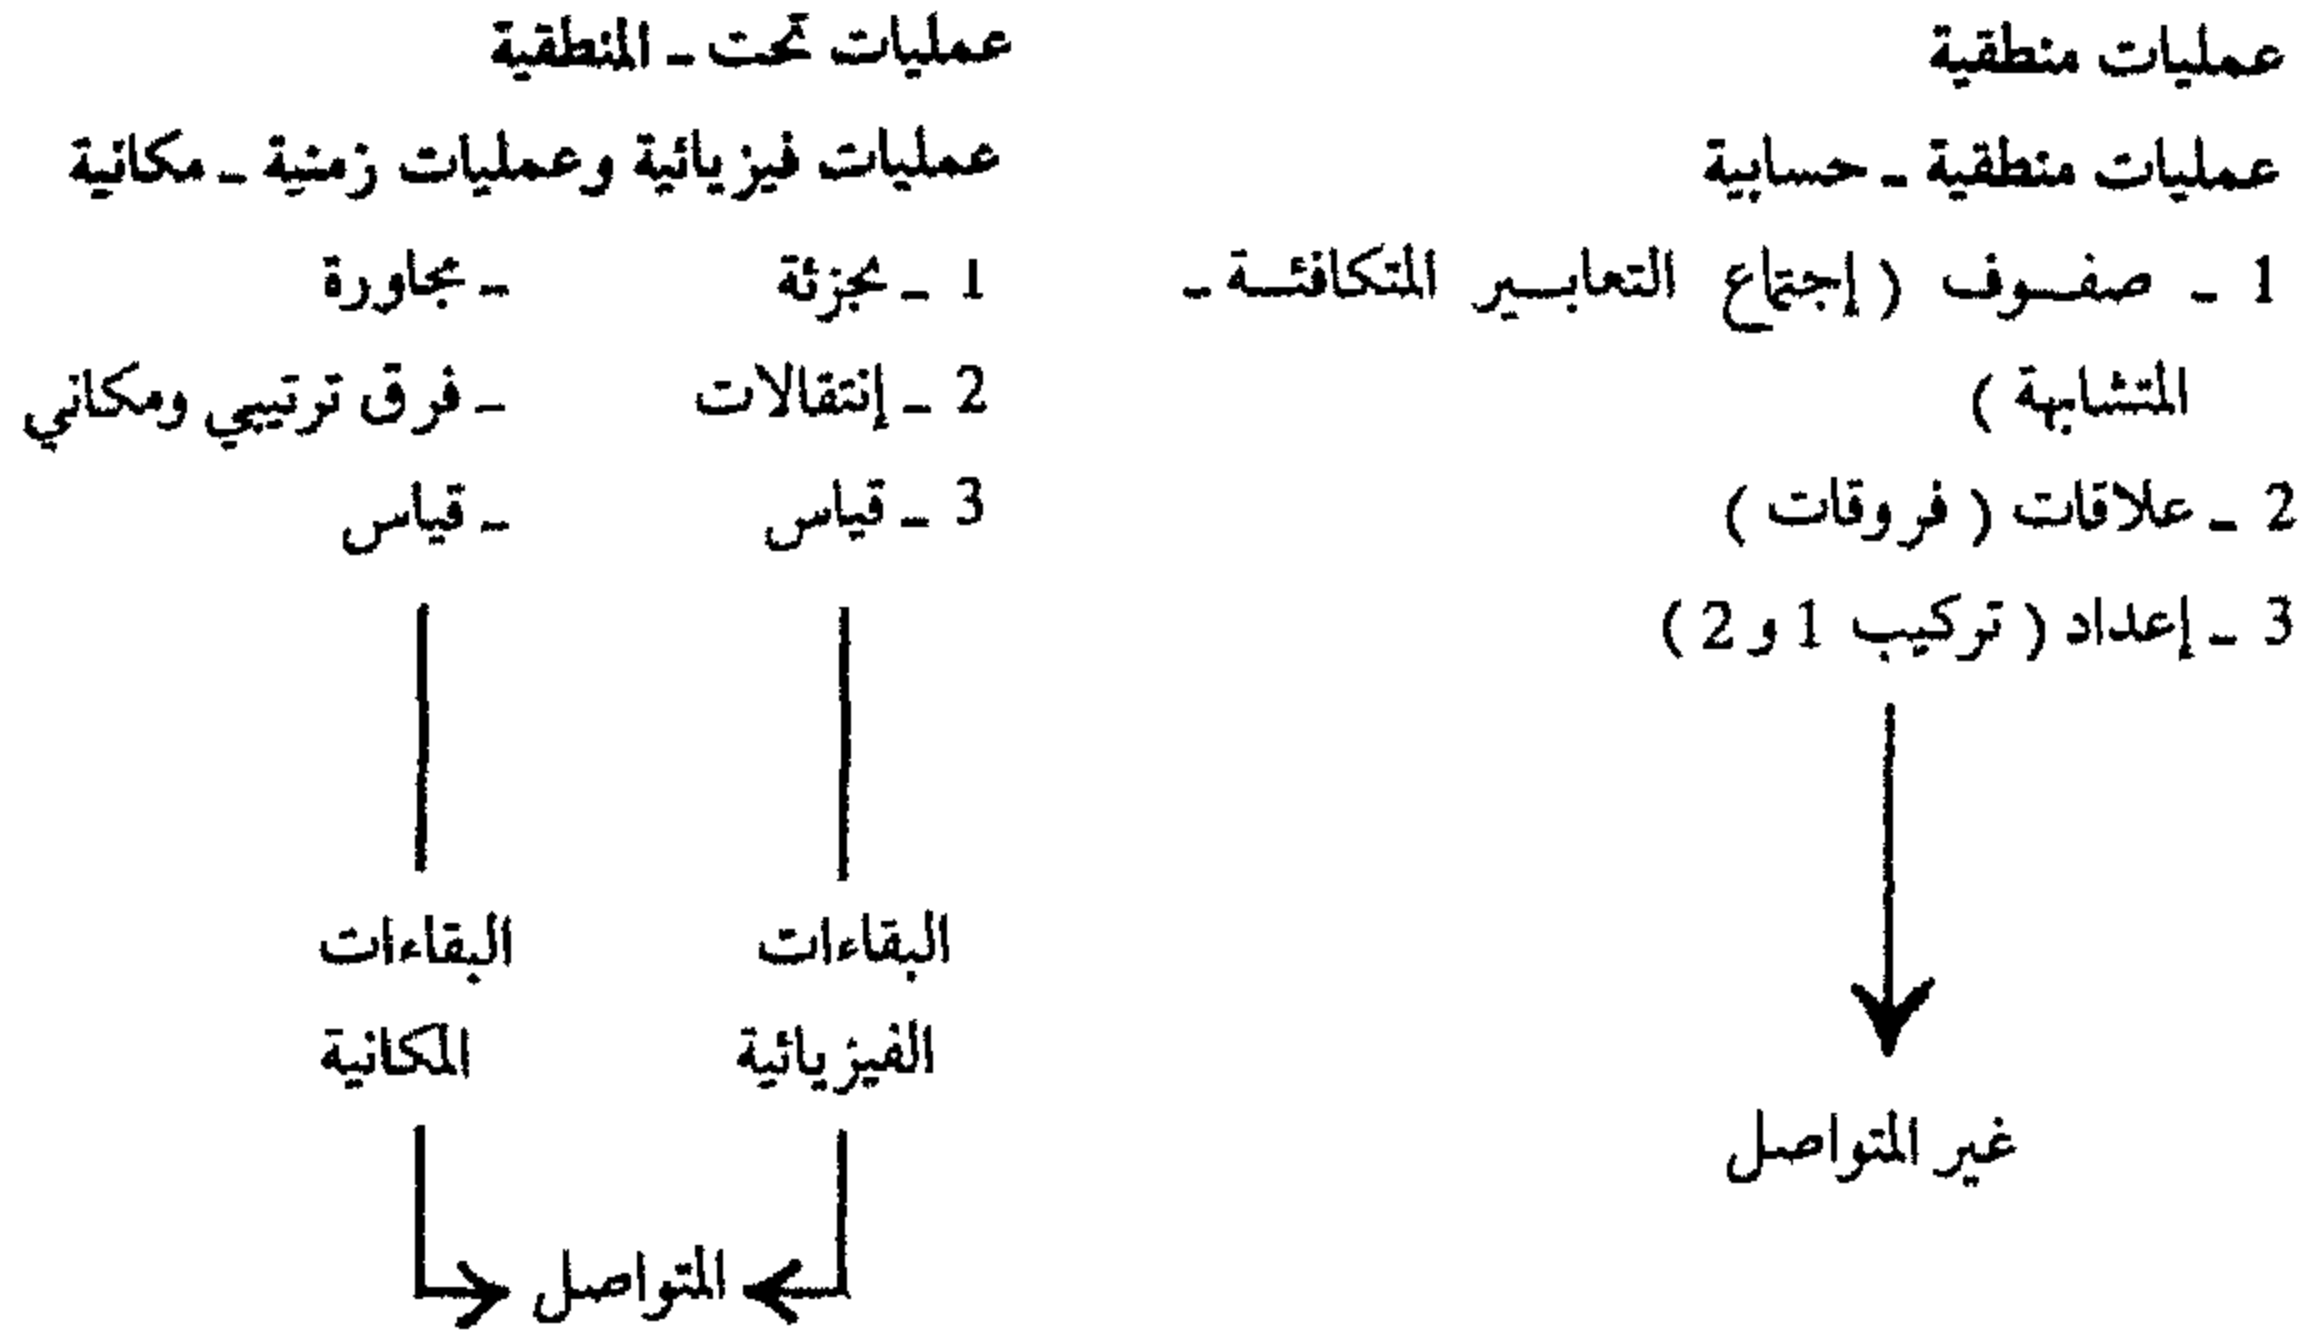 عمليات منطقية
عمليات منطقية ـ حسابية
1 ـ صفوف ( إجتماع التعابير المتكافئة ـ
المتشابهة )
2 ـ علاقات ( فروقات )
3 ـ إعداد ( تركيب 1 و 2 )
غير المتواصل
عمليات تحت ـ المنطقية
عمليات فيزيائية وعمليات زمنية ـ مكانية
1 ـ تجزئة ـ مجاورة
2 ـ إنتقالات ـ فرق ترتيبي ومكاني
3 ـ قياس ـ قياس
البقاءات البقاءات
الفيزيائية المكانية
المتواصل